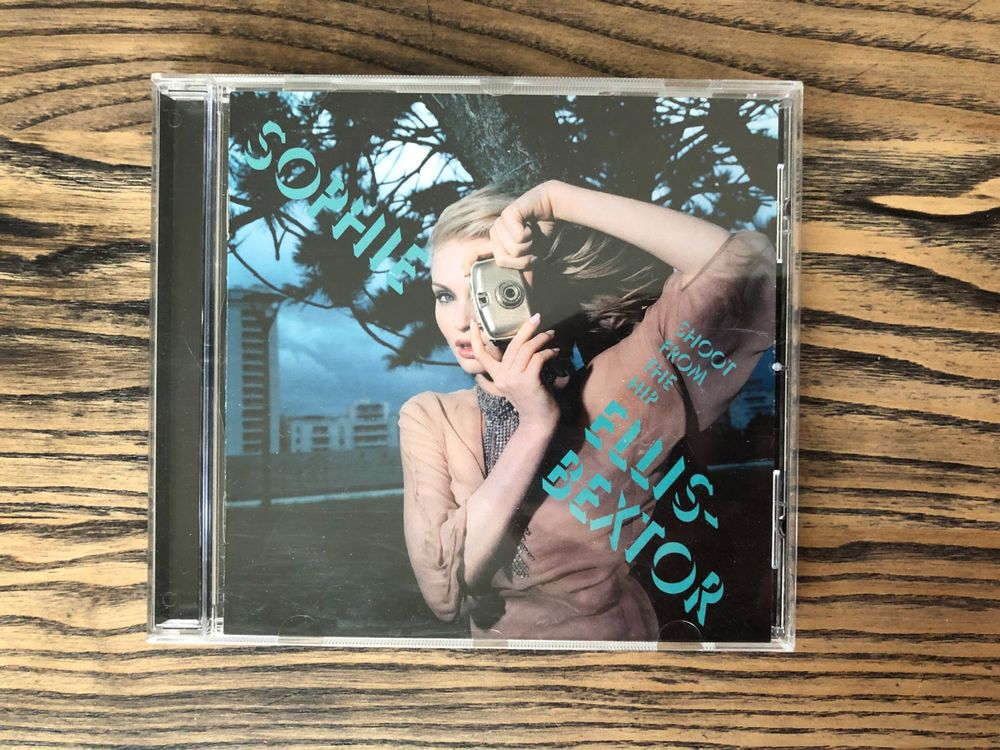 SOPHIE
SHOOT
FROM
THE
HIP
ELLIS-
BEXTOR